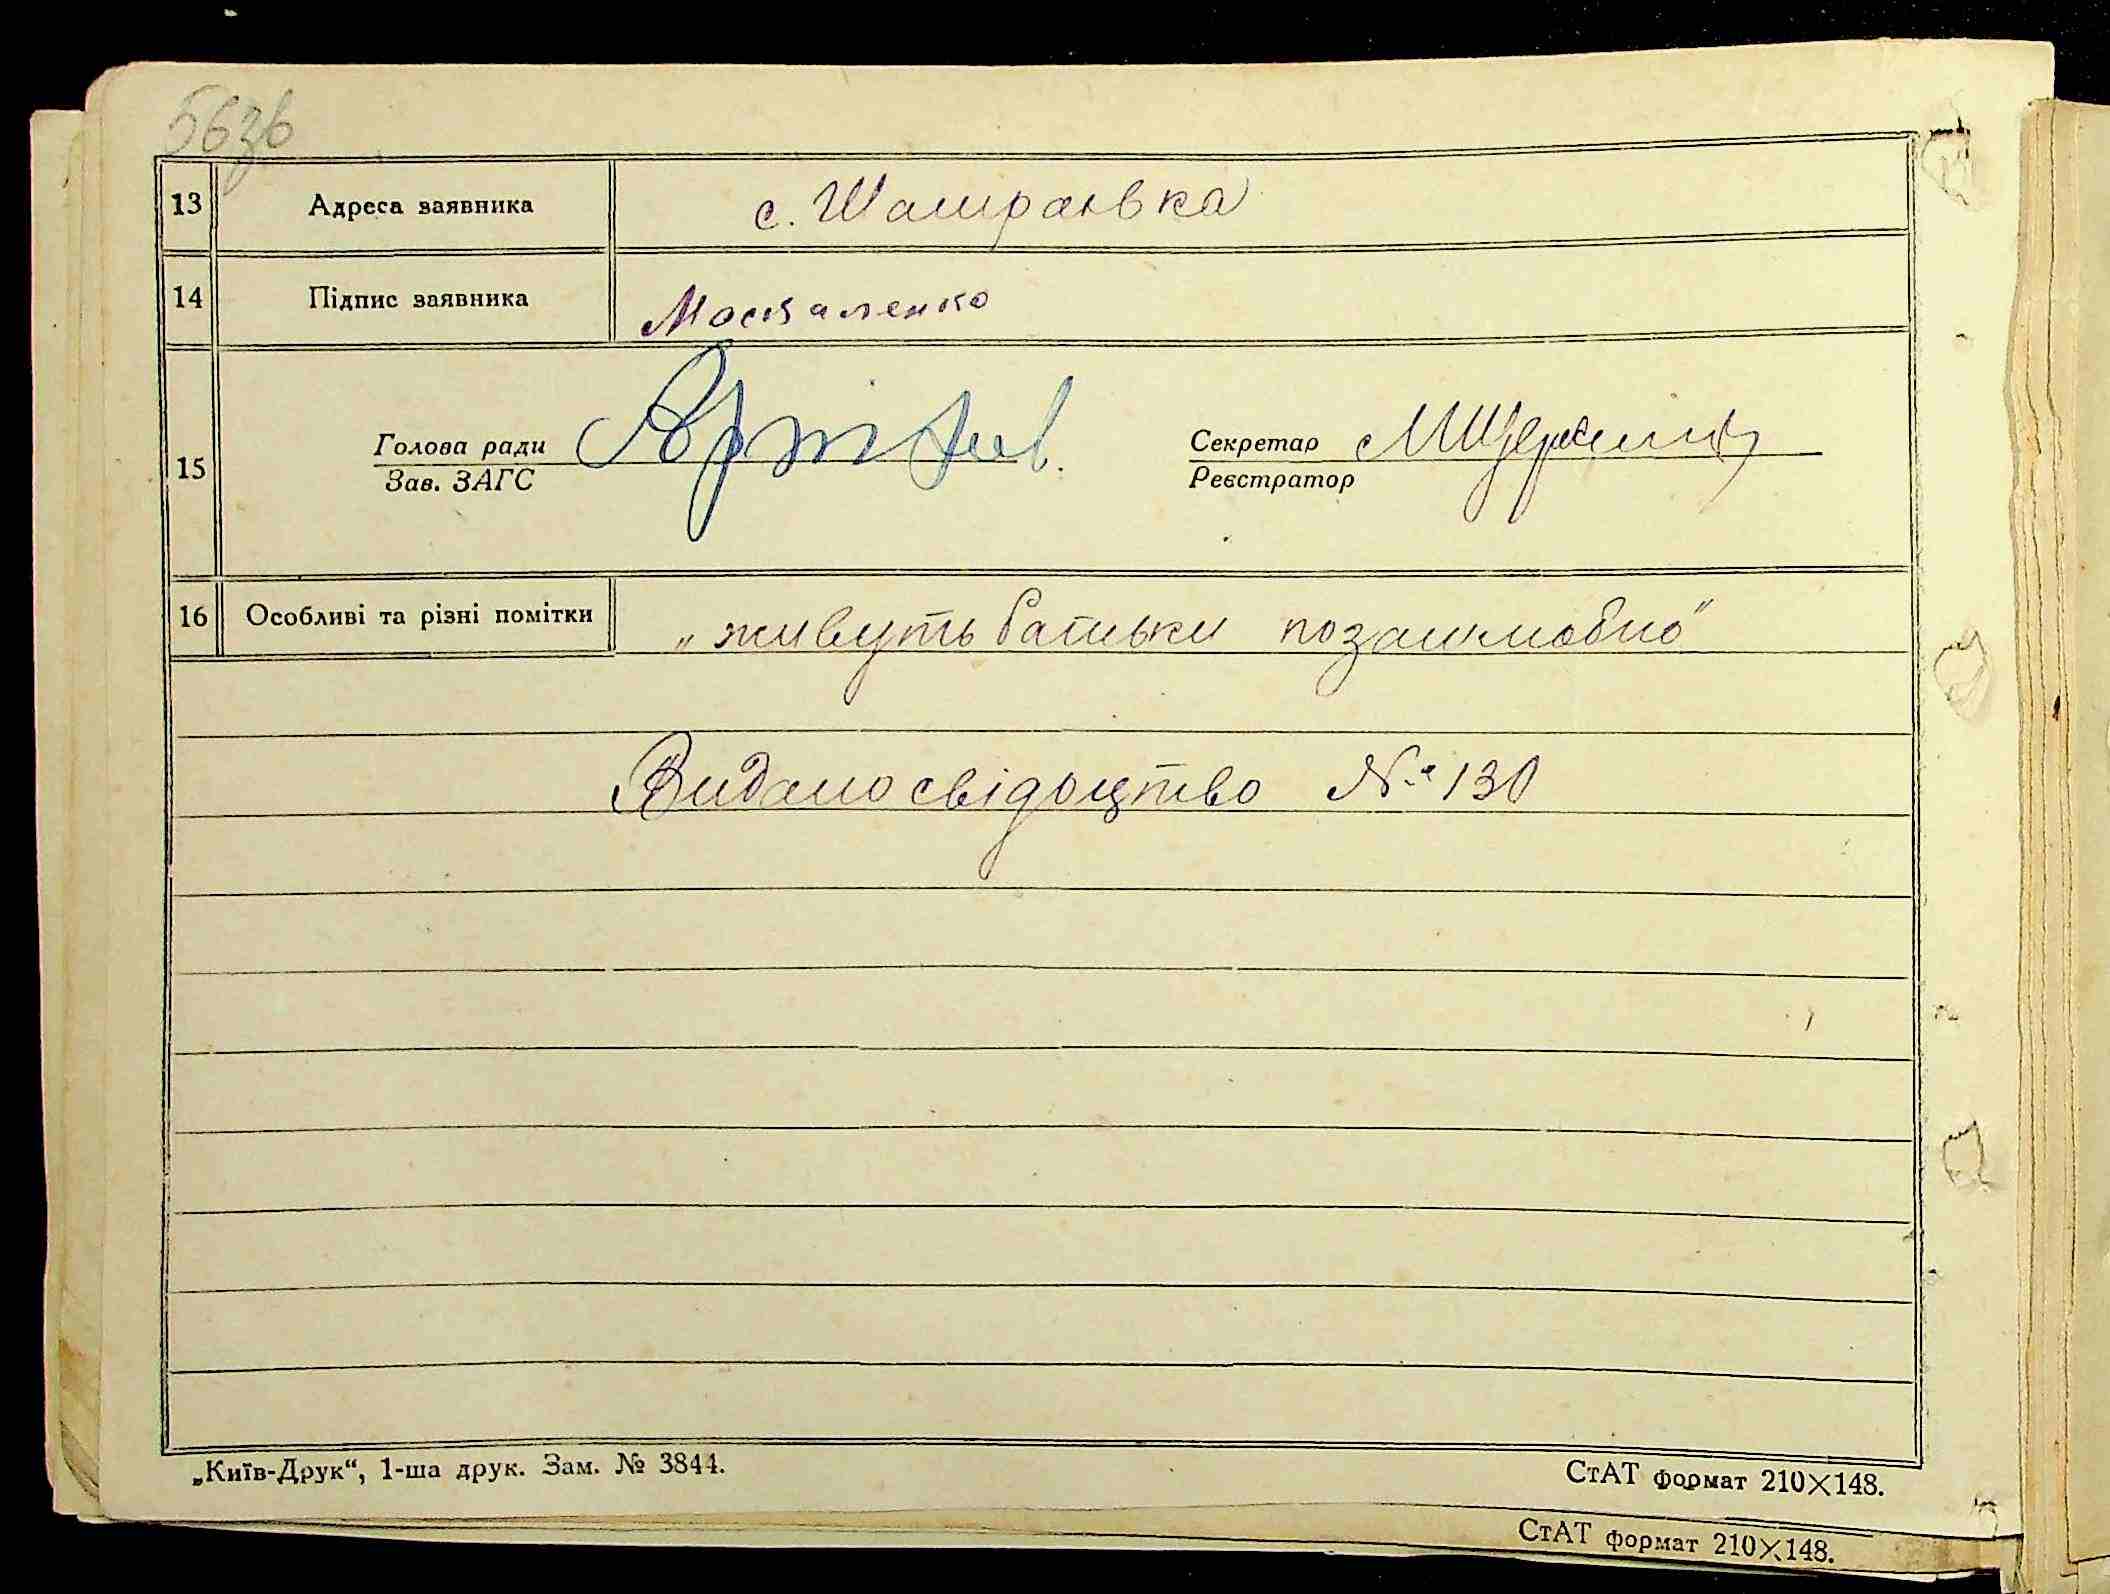 56зв
13 Адреса заявника с. Шамраївка
14 Підпис заявника Москаленко
15 Голова ради Секретар
Зав. ЗАГС Реєстратор
16 Особливі та різні помітки „живуть батьки позашлюбно"
Видано свідоцтво № 130
„Київ-Друк“, 1-ша друк. Зам. № 3844. СтАТ формат 210×148.
СтАТ формат 210×148.